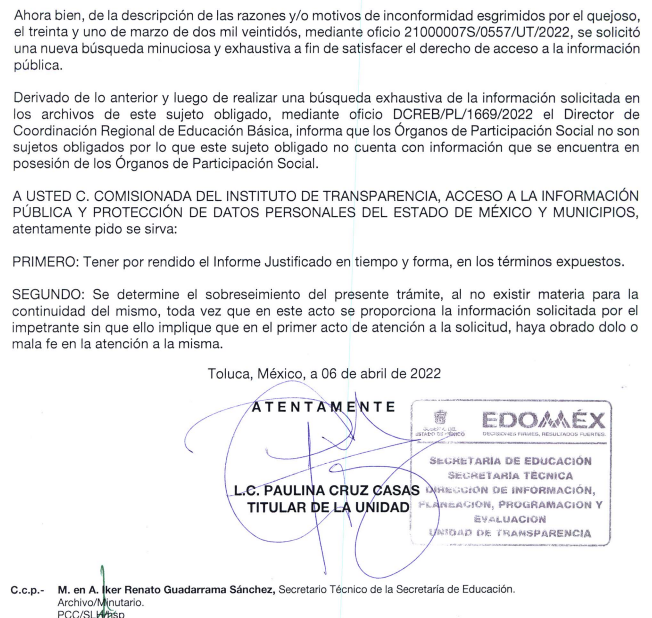 Ahora bien, de la descripción de las razones y/o motivos de inconformidad esgrimidos por el quejoso,
el treinta y uno de marzo de dos mil veintidós, mediante oficio 21000007S/0557/UT/2022, se solicitó
una nueva búsqueda minuciosa y exhaustiva a fin de satisfacer el derecho de acceso a la información
pública.
Derivado de lo anterior y luego de realizar una búsqueda exhaustiva de la información solicitada en
los archivos de este sujeto obligado, mediante oficio DCREB/PL/1669/2022 el Director de
Coordinación Regional de Educación Básica, informa que los Órganos de Participación Social no son
sujetos obligados por lo que este sujeto obligado no cuenta con información que se encuentra en
posesión de los Órganos de Participación Social.
A USTED C. COMISIONADA DEL INSTITUTO DE TRANSPARENCIA, ACCESO A LA INFORMACIÓN
PÚBLICA Y PROTECCIÓN DE DATOS PERSONALES DEL ESTADO DE MÉXICO Y MUNICIPIOS,
atentamente pido se sirva:
PRIMERO: Tener por rendido el Informe Justificado en tiempo y forma, en los términos expuestos.
SEGUNDO: Se determine el sobreseimiento del presente trámite, al no existir materia para la
continuidad del mismo, toda vez que en este acto se proporciona la información solicitada por el
impetrante sin que ello implique que en el primer acto de atención a la solicitud, haya obrado dolo o
mala fe en la atención a la misma.
Toluca, México, a 06 de abril de 2022
ATENTAMENTE
L.C. PAULINA CRUZ CASAS
TITULAR DE LA UNIDAD
GOBIERNO DEL
ESTADO DE MÉXICO
EDOMÉX
DECISIONES FIRMES, RESULTADOS FUERTES.
SECRETARÍA DE EDUCACIÓN
SECRETARÍA TÉCNICA
DIRECCIÓN DE INFORMACIÓN,
PLANEACIÓN, PROGRAMACIÓN Y
EVALUACIÓN
UNIDAD DE TRANSPARENCIA
C.c.p.- M. en A. Iker Renato Guadarrama Sánchez, Secretario Técnico de la Secretaría de Educación.
Archivo/Minutario.